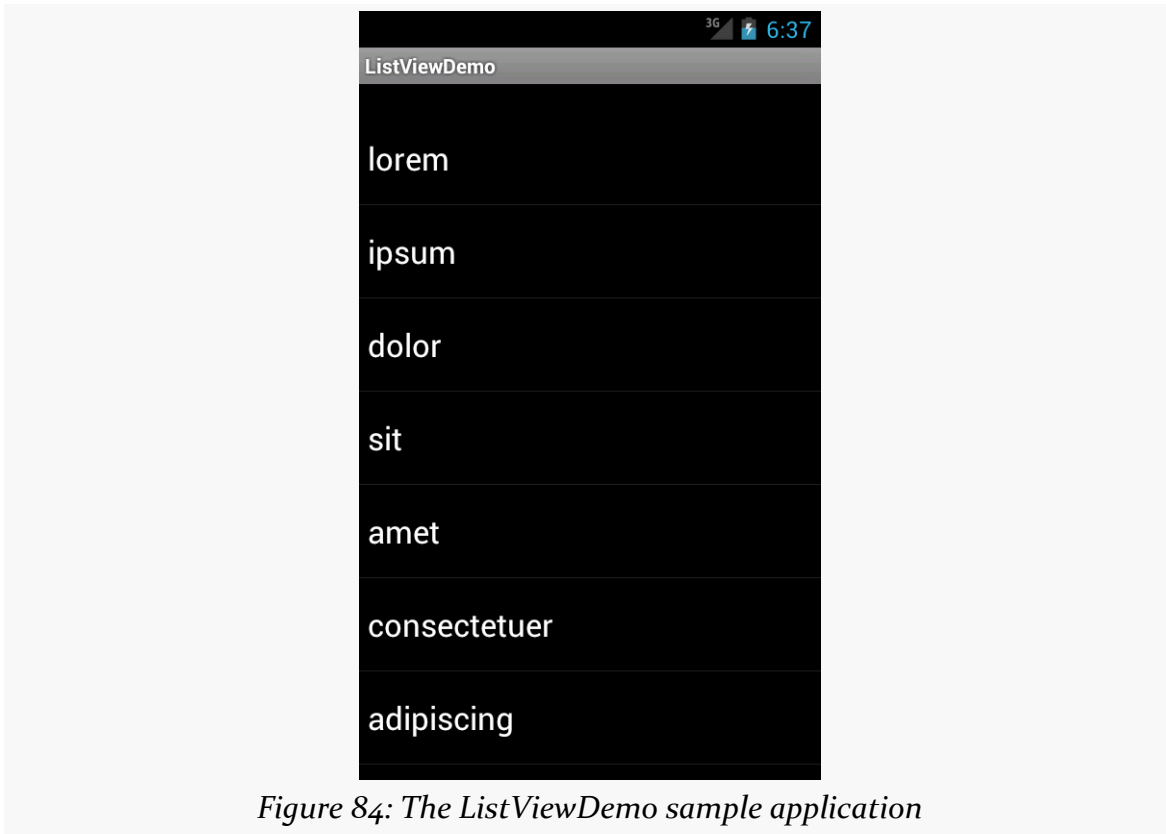 3G 6:37
ListViewDemo
lorem
ipsum
dolor
sit
amet
consectetuer
adipiscing
Figure 84: The ListViewDemo sample application